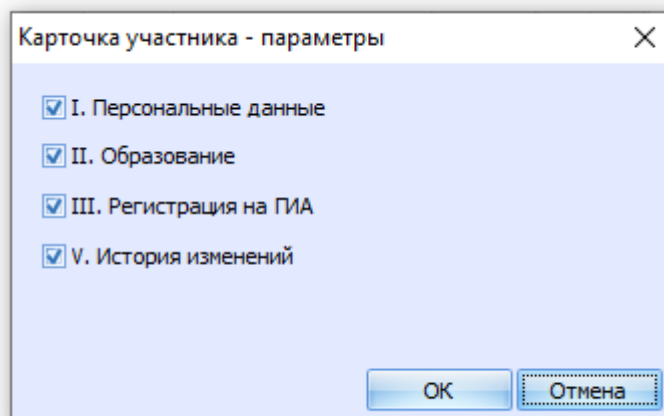 Карточка участника - параметры
I. Персональные данные
II. Образование
III. Регистрация на ГИА
V. История изменений
ОК Отмена